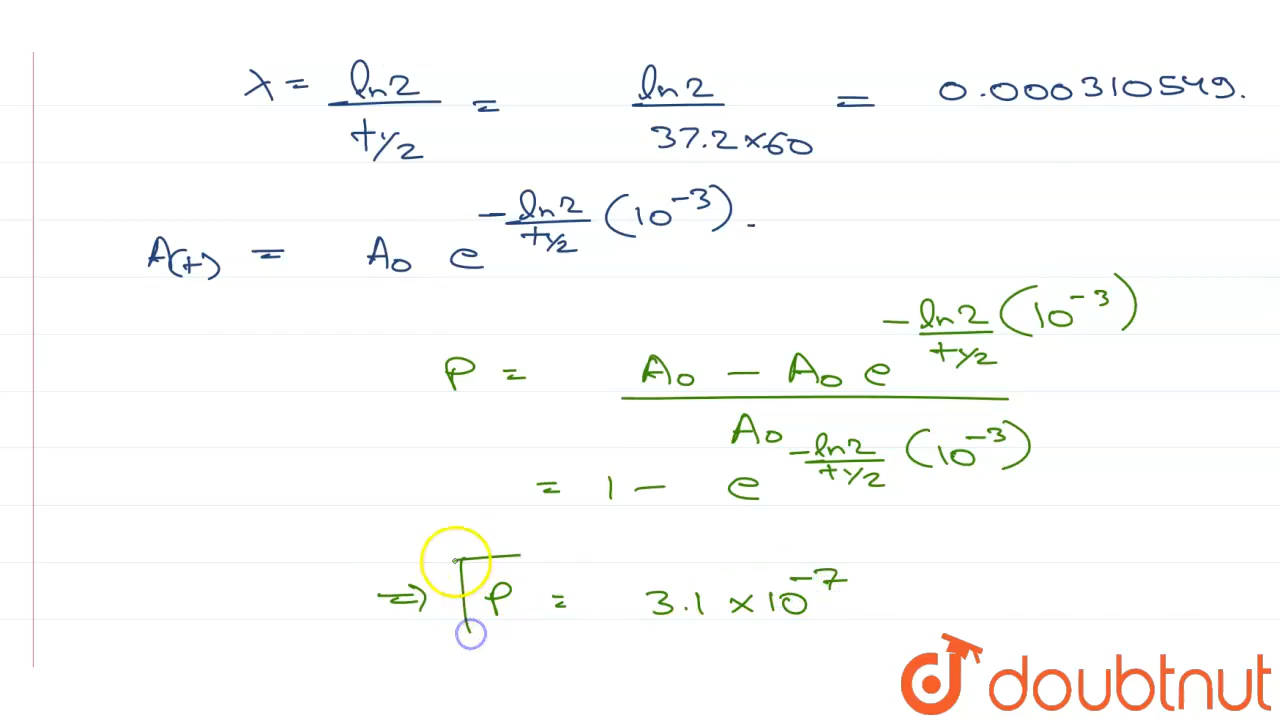 λ = ln2 / t1/2 = ln2 / 37.2×60 = 0.000310549.
A(t) = A0 e^(-ln2/t1/2 (10^-3)).
P = A0 - A0 e^(-ln2/t1/2 (10^-3)) / A0
= 1 - e^(-ln2/t1/2 (10^-3))
=> P = 3.1 × 10^-7
doubtnut